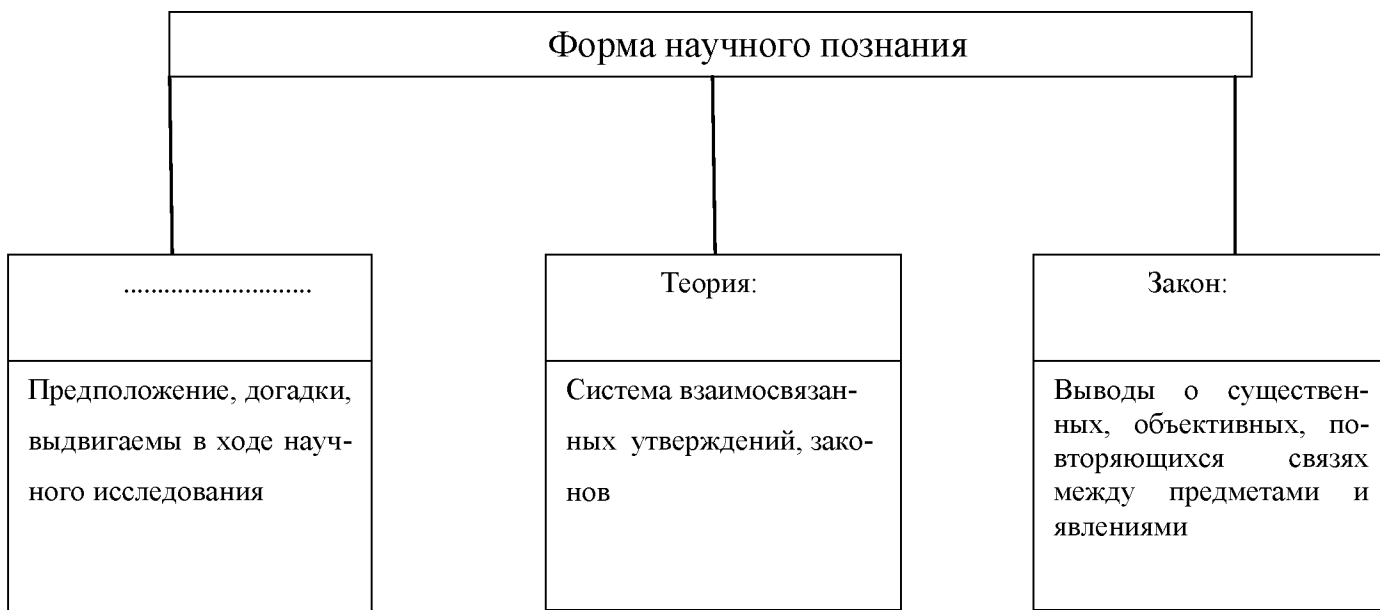 Форма научного познания
............................
Предположение, догадки,
выдвигаемы в ходе науч-
ного исследования
Теория:
Система взаимосвязан-
ных утверждений, зако-
нов
Закон:
Выводы о существен-
ных, объективных, по-
вторяющихся связях
между предметами и
явлениями